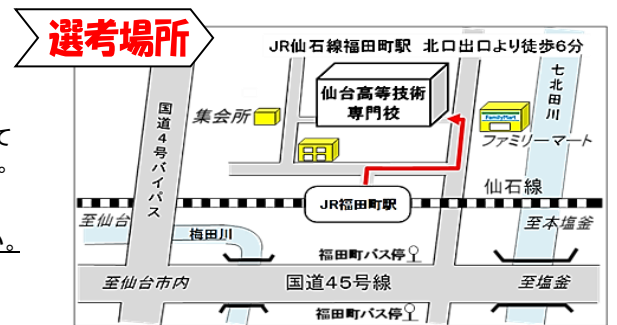 選考場所
JR仙石線福田町駅 北口出口より徒歩6分
て
。
い。
国道4号バイパス
集会所
仙台高等技術
専門校
七北田川
FamilyMart
ファミリーマート
仙石線
JR福田町駅
至仙台
梅田川
至本塩釜
福田町バス停
至仙台市内
国道45号線
至塩釜
福田町バス停